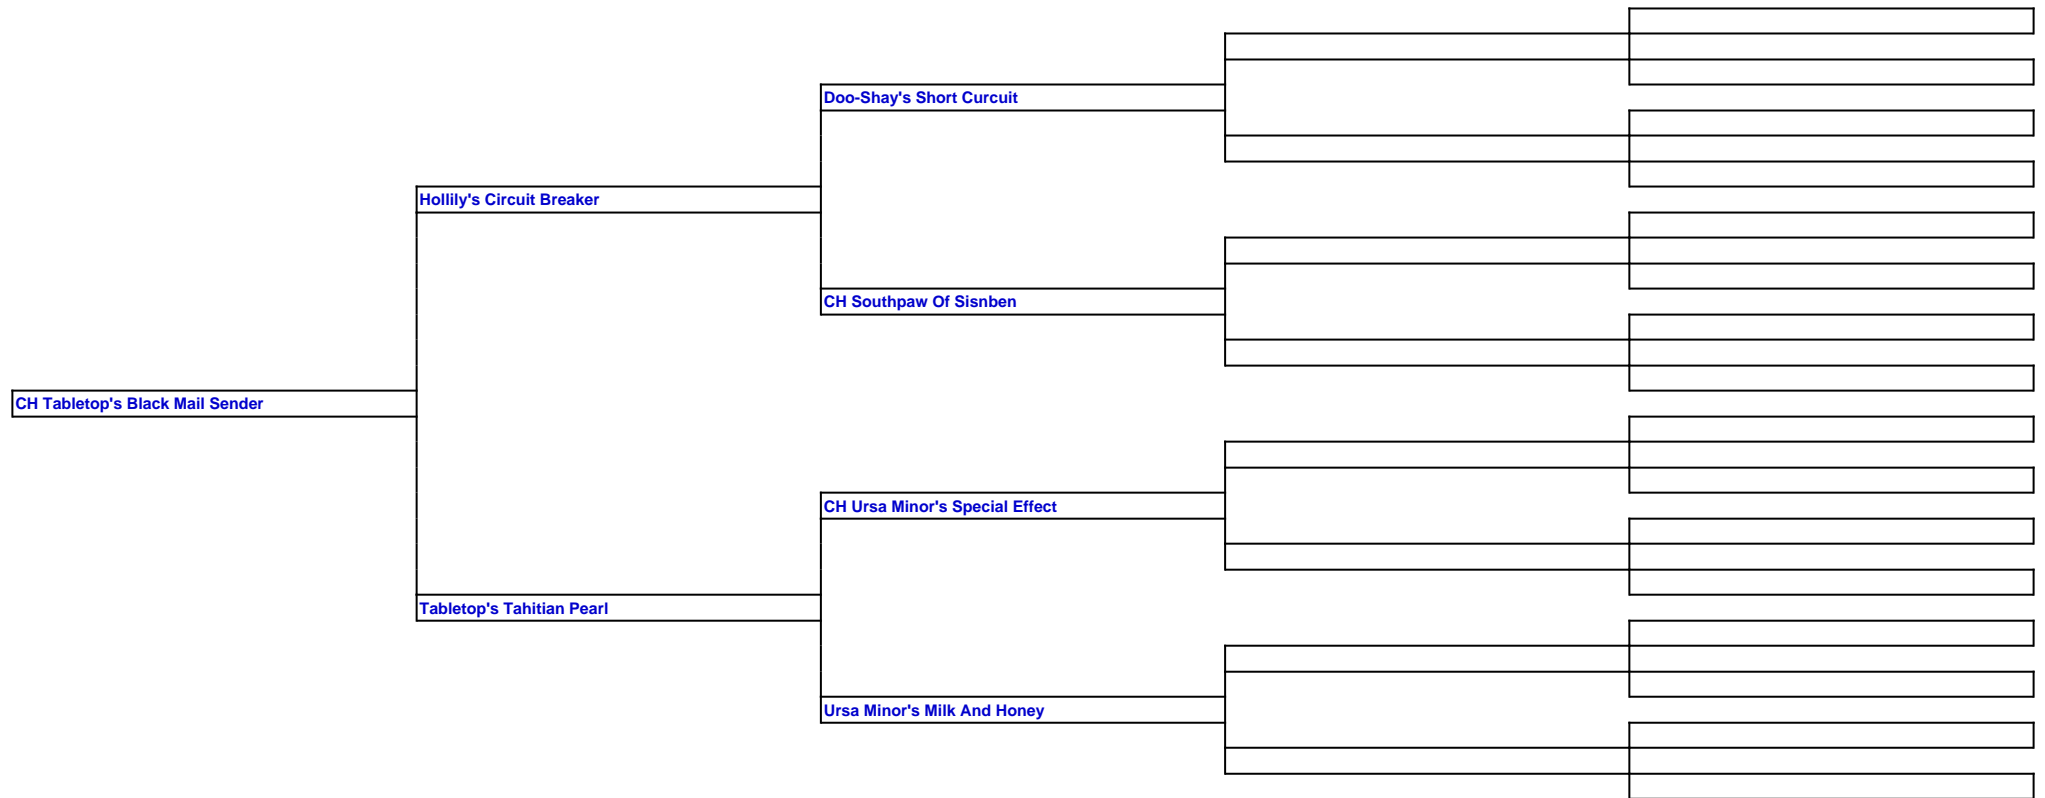 Doo-Shay's Short Curcuit
Hollily's Circuit Breaker
CH Southpaw Of Sisnben
CH Tabletop's Black Mail Sender
CH Ursa Minor's Special Effect
Tabletop's Tahitian Pearl
Ursa Minor's Milk And Honey